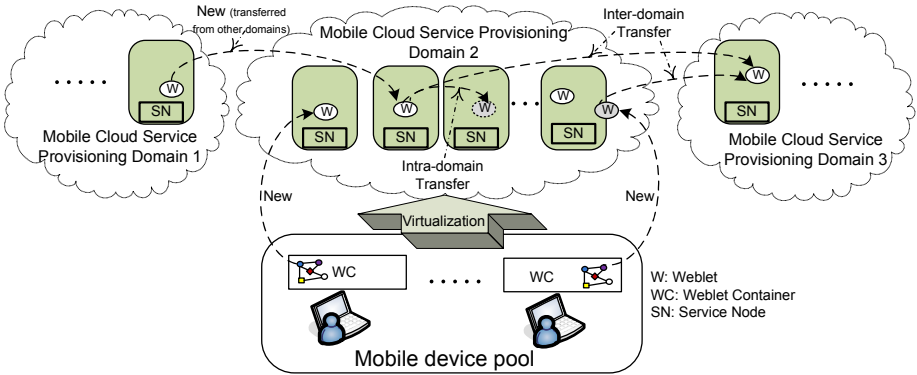 New (transferred
from other domains)
Mobile Cloud Service Provisioning
Domain 2
Inter-domain
Transfer
W
SN
Mobile Cloud Service
Provisioning Domain 1
W
SN
W
SN
W
SN
W
W
SN
W
SN
Mobile Cloud Service
Provisioning Domain 3
Intra-domain
Transfer
New
New
Virtualization
WC
WC
W: Weblet
WC: Weblet Container
SN: Service Node
Mobile device pool